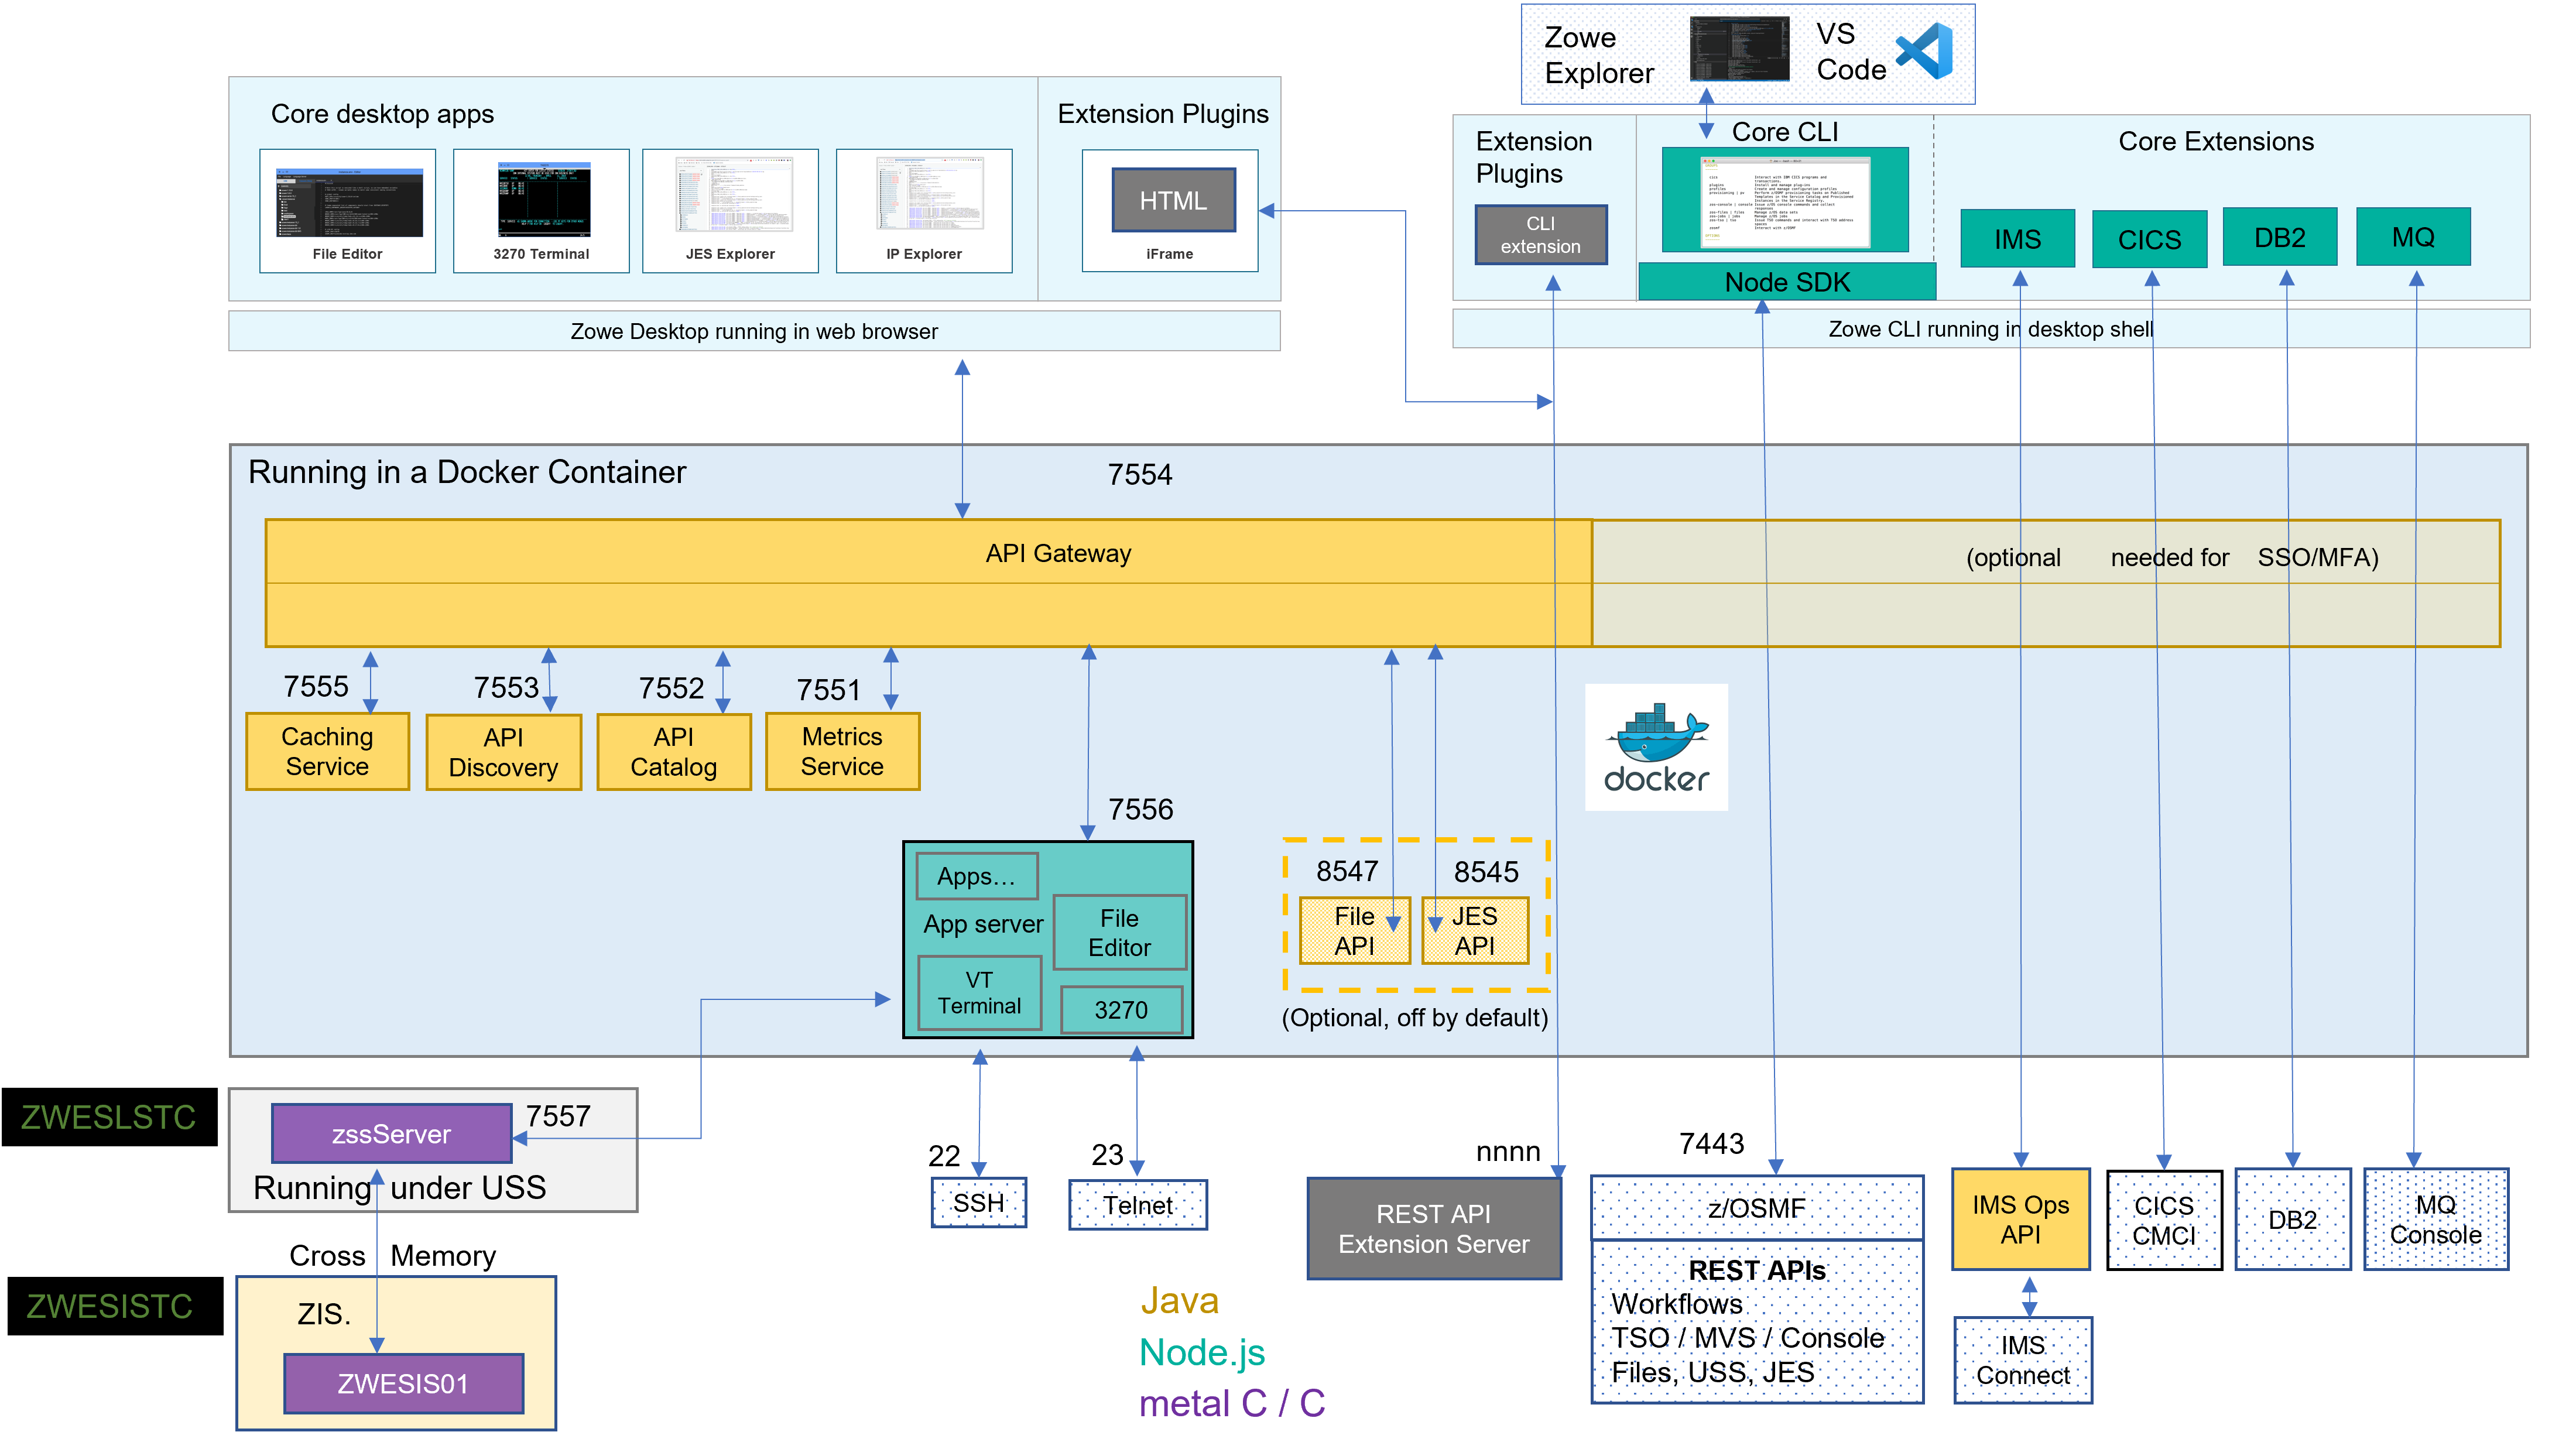 Zowe
Explorer
VS
Code
Core desktop apps
Extension Plugins
File Editor
3270 Terminal
JES Explorer
IP Explorer
HTML
iFrame
Zowe Desktop running in web browser
Extension
Plugins
CLI
extension
Core CLI
Node SDK
Core Extensions
IMS
CICS
DB2
MQ
Zowe CLI running in desktop shell
Running in a Docker Container
7554
API Gateway
(optional needed for SSO/MFA)
7555
7553
7552
7551
Caching
Service
API
Discovery
API
Catalog
Metrics
Service
docker
7556
Apps...
App server
File
Editor
VT
Terminal
3270
8547
8545
File
API
JES
API
(Optional, off by default)
ZWESLSTC
zssServer
7557
Running under USS
Cross Memory
ZWESISTC
ZIS.
ZWESIS01
22
SSH
23
Telnet
nnnn
REST API
Extension Server
7443
z/OSMF
REST APIs
Workflows
TSO / MVS / Console
Files, USS, JES
IMS Ops
API
CICS
CMCI
DB2
MQ
Console
IMS
Connect
Java
Node.js
metal C / C